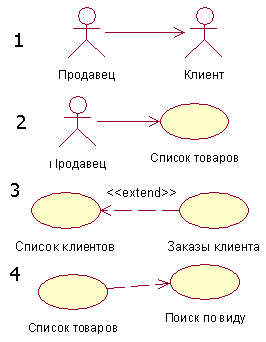 1
Продавец Клиент
2
Продавец Список товаров
3 <<extend>>
Список клиентов Заказы клиента
4
Список товаров Поиск по виду